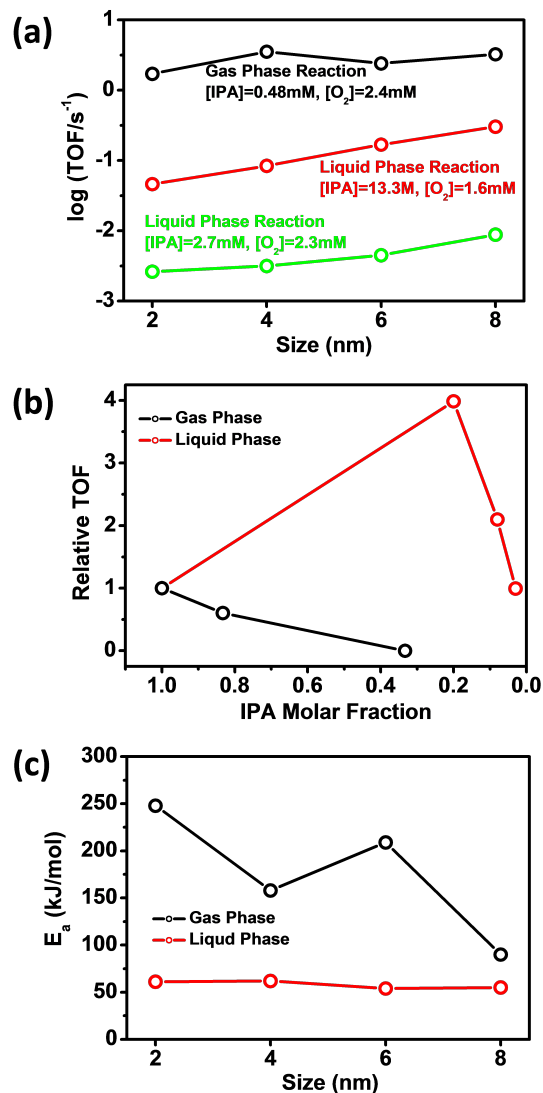 (a)
log (TOF/s⁻¹)
1
0
-1
-2
-3
Gas Phase Reaction
[IPA]=0.48mM, [O₂]=2.4mM
Liquid Phase Reaction
[IPA]=13.3M, [O₂]=1.6mM
Liquid Phase Reaction
[IPA]=2.7mM, [O₂]=2.3mM
2 4 6 8
Size (nm)
(b)
Relative TOF
4
3
2
1
0
Gas Phase
Liquid Phase
1.0 0.8 0.6 0.4 0.2 0.0
IPA Molar Fraction
(c)
Eₐ (kJ/mol)
300
250
200
150
100
50
0
Gas Phase
Liqud Phase
2 4 6 8
Size (nm)